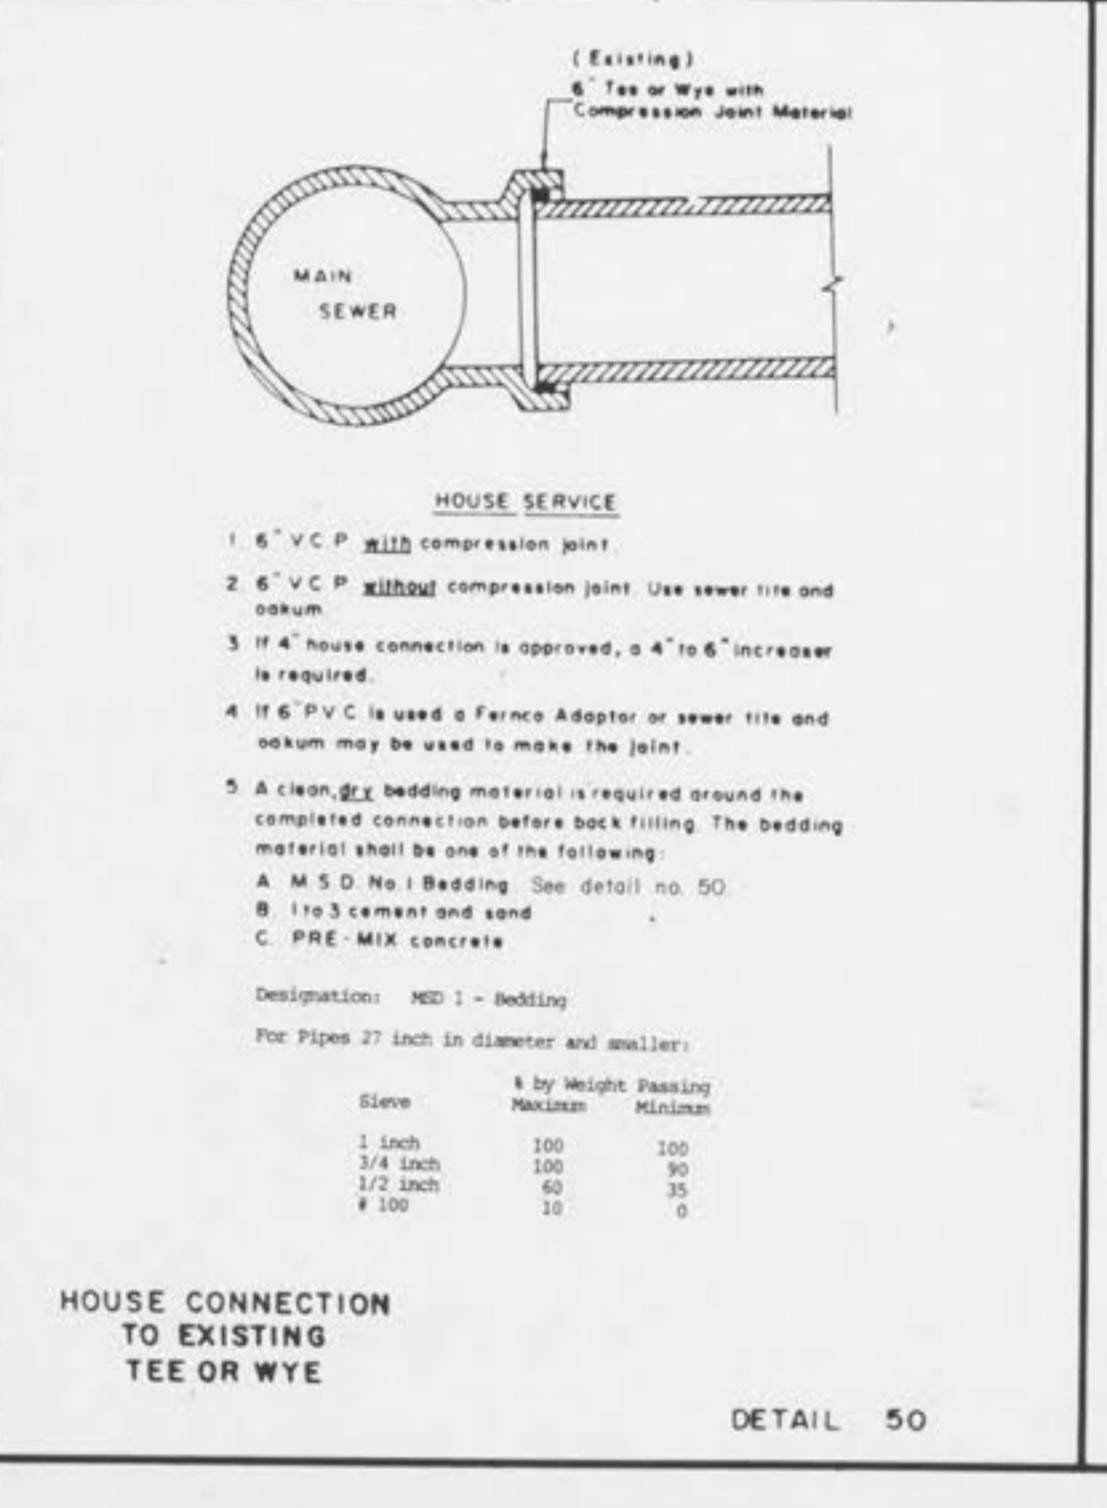 (Existing)
6" Tee or Wye with
Compression Joint Material
MAIN
SEWER
HOUSE SERVICE
1. 6" V.C.P. with compression joint.
2. 6" V C P without compression joint. Use sewer tite and
oakum.
3 If 4" house connection is approved, a 4" to 6" increaser
is required.
4 If 6" P V C is used a Fernco Adaptor or sewer tite and
oakum may be used to make the joint.
5. A clean, dry bedding material is required around the
completed connection before back filling. The bedding
material shall be one of the following:
A. M.S.D. No. 1 Bedding. See detail no. 50.
B. 1 to 3 cement and sand
C. PRE-MIX concrete
Designation: MSD 1 - Bedding
For Pipes 27 inch in diameter and smaller:
% by Weight Passing
Sieve Maximum Minimum
1 inch 100 100
3/4 inch 100 90
1/2 inch 60 35
# 100 10 0
HOUSE CONNECTION
TO EXISTING
TEE OR WYE
DETAIL 50